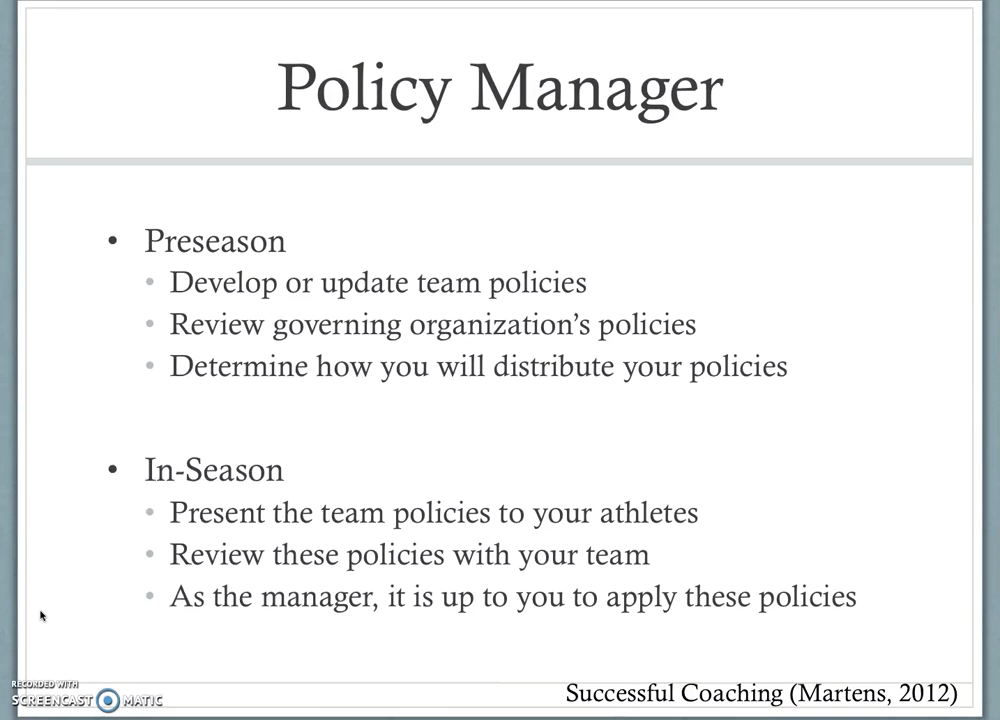 Policy Manager
• Preseason
• Develop or update team policies
• Review governing organization’s policies
• Determine how you will distribute your policies
• In-Season
• Present the team policies to your athletes
• Review these policies with your team
• As the manager, it is up to you to apply these policies
RECORDED WITH
SCREENCAST MATIC
Successful Coaching (Martens, 2012)